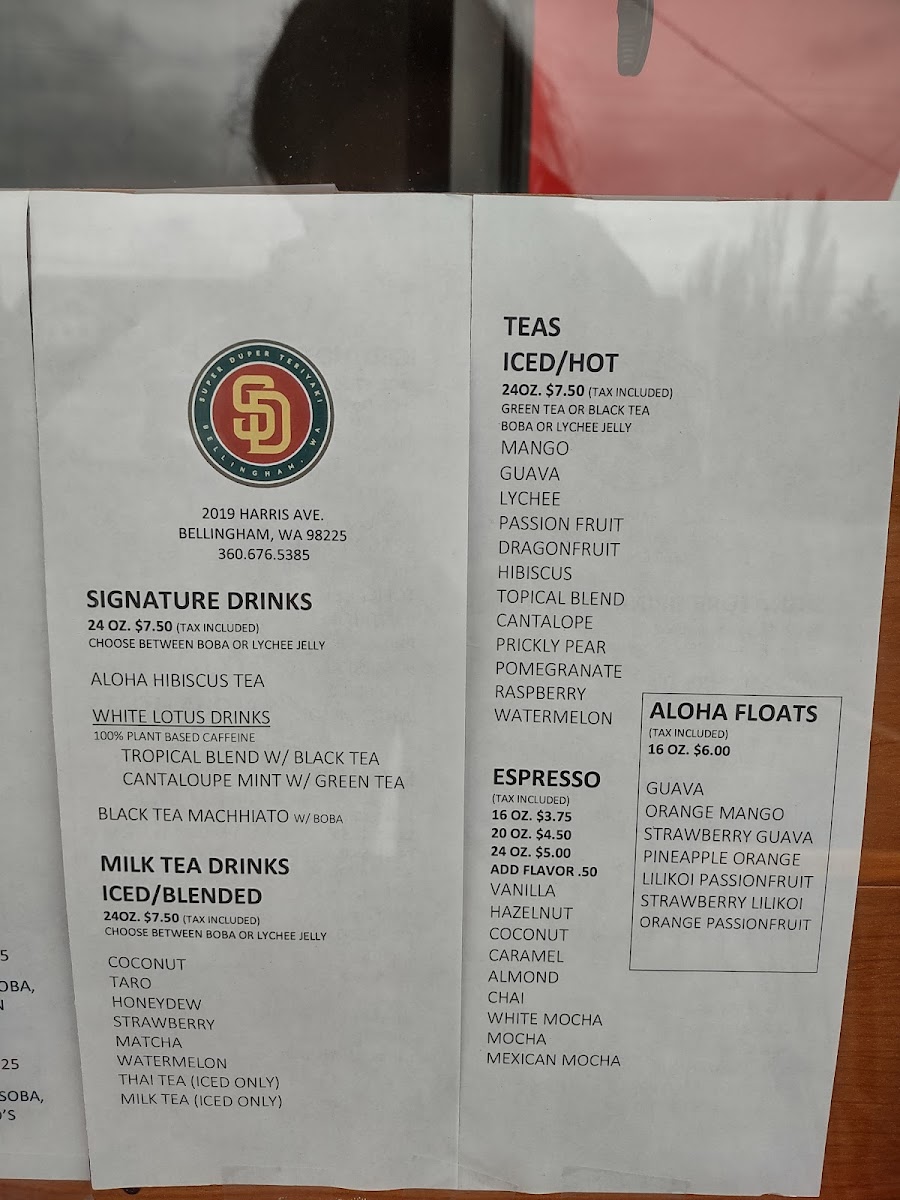 SUPER DUPER TERIYAKI
SD
BELLINGHAM, WA
2019 HARRIS AVE.
BELLINGHAM, WA 98225
360.676.5385
SIGNATURE DRINKS
24 OZ. $7.50 (TAX INCLUDED)
CHOOSE BETWEEN BOBA OR LYCHEE JELLY
ALOHA HIBISCUS TEA
WHITE LOTUS DRINKS
100% PLANT BASED CAFFEINE
TROPICAL BLEND W/ BLACK TEA
CANTALOUPE MINT W/ GREEN TEA
BLACK TEA MACHHIATO W/ BOBA
MILK TEA DRINKS
ICED/BLENDED
24OZ. $7.50 (TAX INCLUDED)
CHOOSE BETWEEN BOBA OR LYCHEE JELLY
COCONUT
TARO
HONEYDEW
STRAWBERRY
MATCHA
WATERMELON
THAI TEA (ICED ONLY)
MILK TEA (ICED ONLY)
TEAS
ICED/HOT
24OZ. $7.50 (TAX INCLUDED)
GREEN TEA OR BLACK TEA
BOBA OR LYCHEE JELLY
MANGO
GUAVA
LYCHEE
PASSION FRUIT
DRAGONFRUIT
HIBISCUS
TOPICAL BLEND
CANTALOPE
PRICKLY PEAR
POMEGRANATE
RASPBERRY
WATERMELON
ESPRESSO
(TAX INCLUDED)
16 OZ. $3.75
20 OZ. $4.50
24 OZ. $5.00
ADD FLAVOR .50
VANILLA
HAZELNUT
COCONUT
CARAMEL
ALMOND
CHAI
WHITE MOCHA
MOCHA
MEXICAN MOCHA
ALOHA FLOATS
(TAX INCLUDED)
16 OZ. $6.00
GUAVA
ORANGE MANGO
STRAWBERRY GUAVA
PINEAPPLE ORANGE
LILIKOI PASSIONFRUIT
STRAWBERRY LILIKOI
ORANGE PASSIONFRUIT